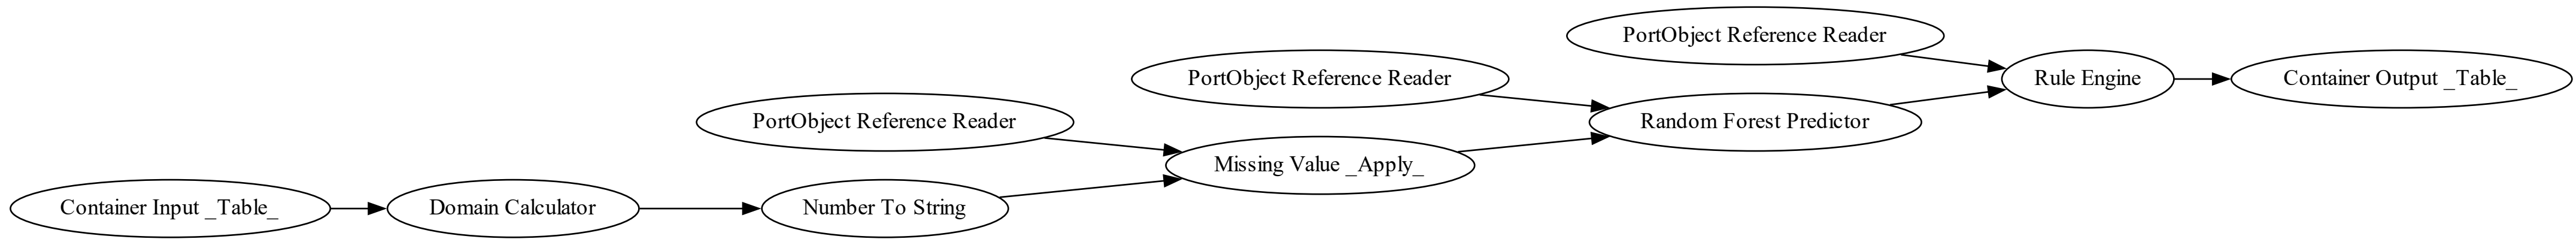 PortObject Reference Reader
PortObject Reference Reader
Rule Engine
Container Output _Table_
PortObject Reference Reader
Random Forest Predictor
Missing Value _Apply_
Container Input _Table_
Domain Calculator
Number To String